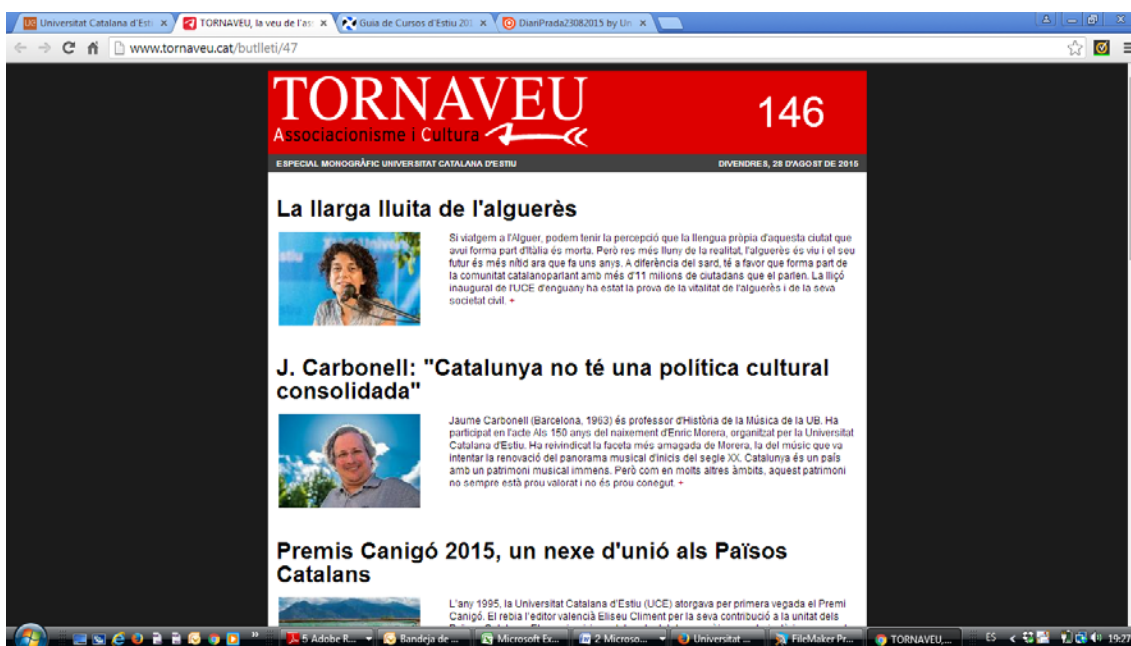 Universitat Catalana d'Esti
TORNAVEU, la veu de l'as
Guia de Cursos d'Estiu 201
DiariPrada23082015 by Un
www.tornaveu.cat/butlleti/47
TORNAVEU
Associacionisme i Cultura
146
ESPECIAL MONOGRÀFIC UNIVERSITAT CATALANA D'ESTIU
DIVENDRES, 28 D'AGOST DE 2015
La llarga lluita de l'alguerès
Si viatgem a l'Alguer, podem tenir la percepció que la llengua pròpia d'aquesta ciutat que
avui forma part d'Itàlia és morta. Però res més lluny de la realitat, l'alguerès és viu i el seu
futur és més nítid ara que fa uns anys. A diferència del sard, té a favor que forma part de
la comunitat catalanoparlant amb més d'11 milions de ciutadans que el parlen. La lliçó
inaugural de l'UCE d'enguany ha estat la prova de la vitalitat de l'alguerès i de la seva
societat civil. +
J. Carbonell: "Catalunya no té una política cultural
consolidada"
Jaume Carbonell (Barcelona, 1963) és professor d'Història de la Música de la UB. Ha
participat en l'acte Als 150 anys del naixement d'Enric Morera, organitzat per la Universitat
Catalana d'Estiu. Ha reivindicat la faceta més amagada de Morera, la del músic que va
intentar la renovació del panorama musical d'inicis del segle XX. Catalunya és un país
amb un patrimoni musical immens. Però com en molts altres àmbits, aquest patrimoni
no sempre està prou valorat i no és prou conegut. +
Premis Canigó 2015, un nexe d'unió als Països
Catalans
L'any 1995, la Universitat Catalana d'Estiu (UCE) atorgava per primera vegada el Premi
Canigó. El rebia l'editor valencià Eliseu Climent per la seva contribució a la unitat dels
5 Adobe R...
Bandeja de ...
Microsoft Ex...
2 Microso...
Universitat ...
FileMaker Pr...
TORNAVEU,...
ES
19:27